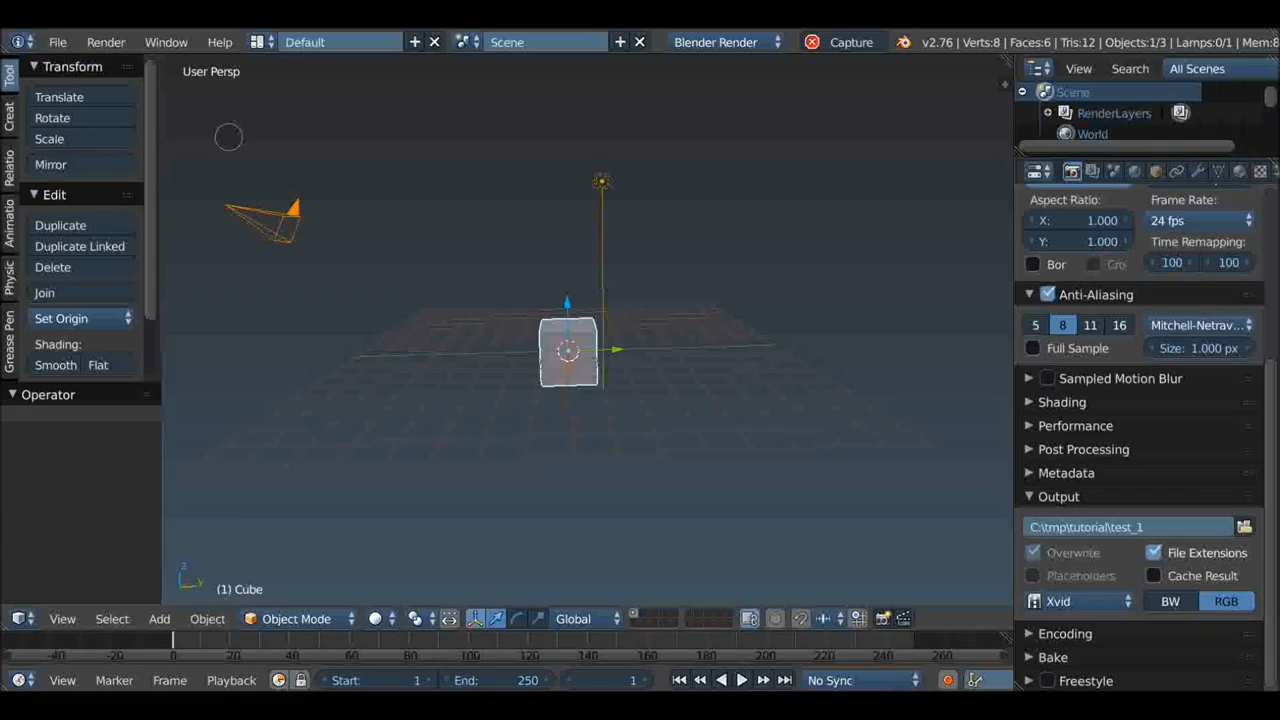 File Render Window Help Default Scene Blender Render Capture v2.76 | Verts:8 | Faces:6 | Tris:12 | Objects:1/3 | Lamps:0/1 | Mem:8
Tool
Creat
Relatio
Animatio
Physic
Grease Pen
Transform
Translate
Rotate
Scale
Mirror
Edit
Duplicate
Duplicate Linked
Delete
Join
Set Origin
Shading:
Smooth Flat
Operator
User Persp
(1) Cube
View Search All Scenes
Scene
RenderLayers
World
Aspect Ratio: Frame Rate:
X: 1.000 24 fps
Y: 1.000 Time Remapping:
Bor Cro 100 100
Anti-Aliasing
5 8 11 16 Mitchell-Netrav...
Full Sample Size: 1.000 px
Sampled Motion Blur
Shading
Performance
Post Processing
Metadata
Output
C:\tmp\tutorial\test_1
Overwrite File Extensions
Placeholders Cache Result
Xvid BW RGB
Encoding
Bake
Freestyle
View Select Add Object Object Mode Global
-40 -20 0 20 40 60 80 100 120 140 160 180 200 220 240 260
View Marker Frame Playback Start: 1 End: 250 1 No Sync